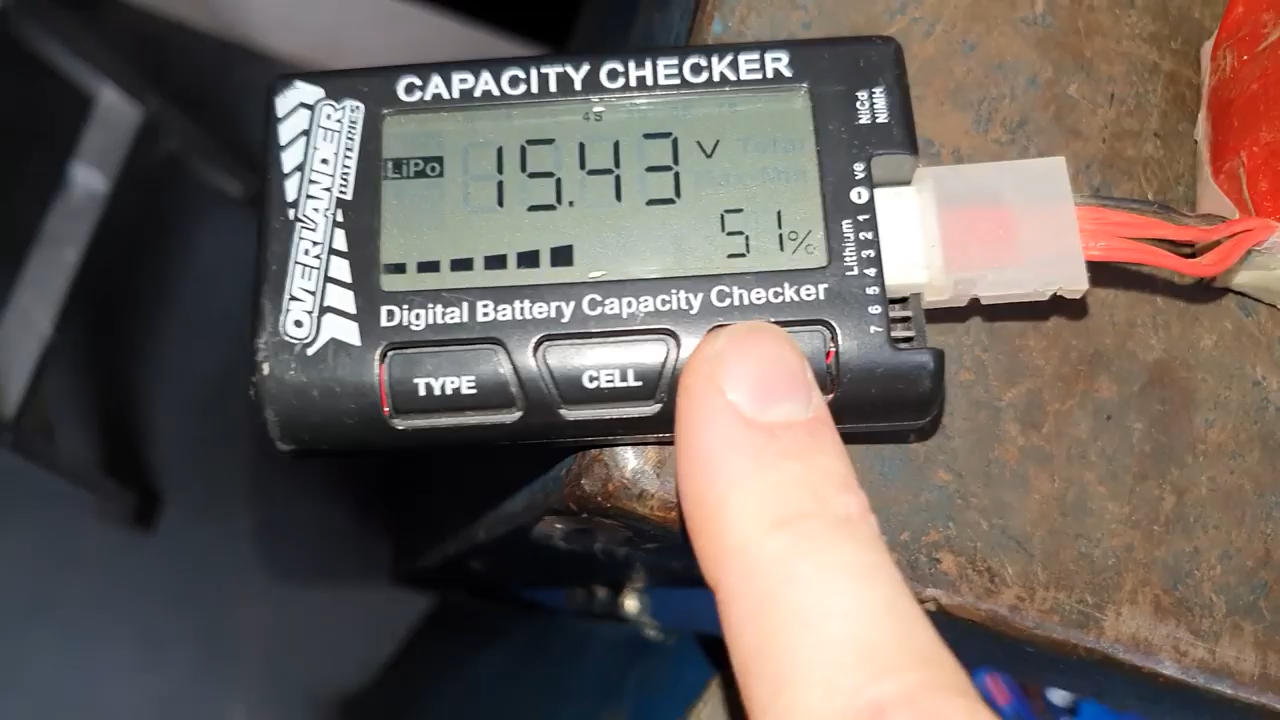 CAPACITY CHECKER
OVERLANDER
BATTERIES
NiCd
NiMH
4S
LiPo
15.43 V
51%
ve
Lithium
7 6 5 4 3 2 1
Digital Battery Capacity Checker
TYPE
CELL